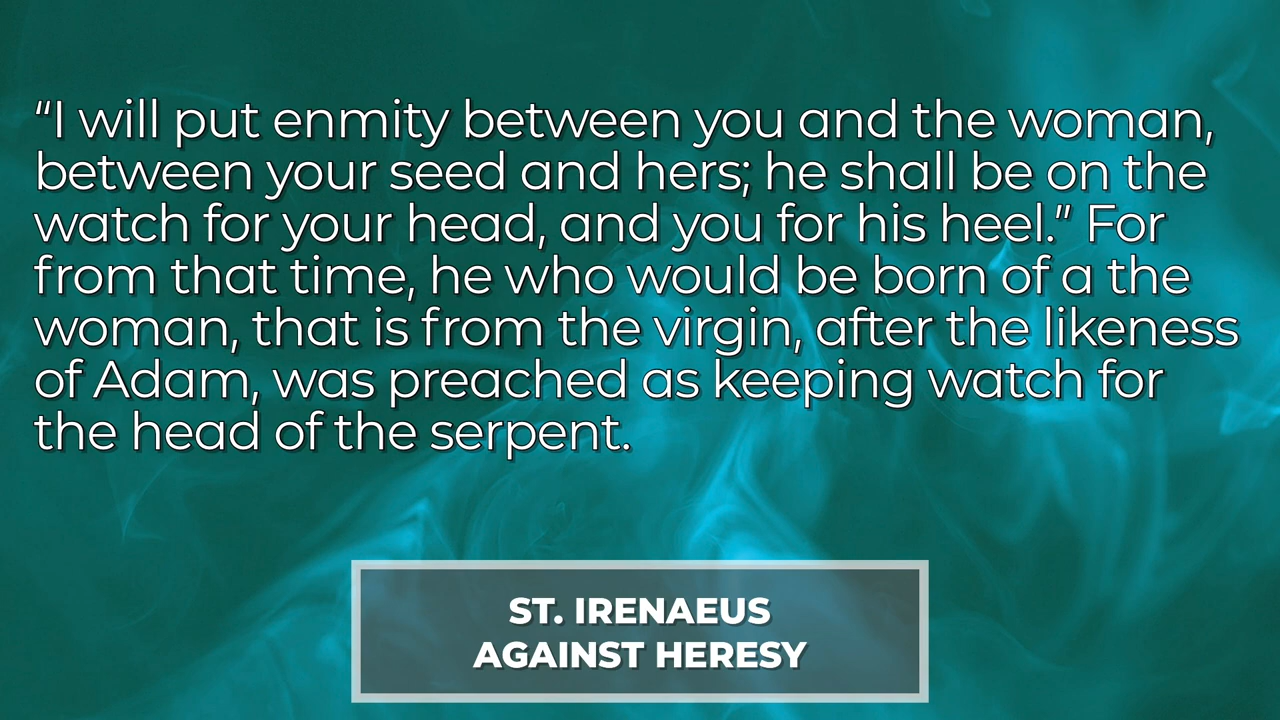 “I will put enmity between you and the woman,
between your seed and hers; he shall be on the
watch for your head, and you for his heel.” For
from that time, he who would be born of a the
woman, that is from the virgin, after the likeness
of Adam, was preached as keeping watch for
the head of the serpent.
ST. IRENAEUS
AGAINST HERESY